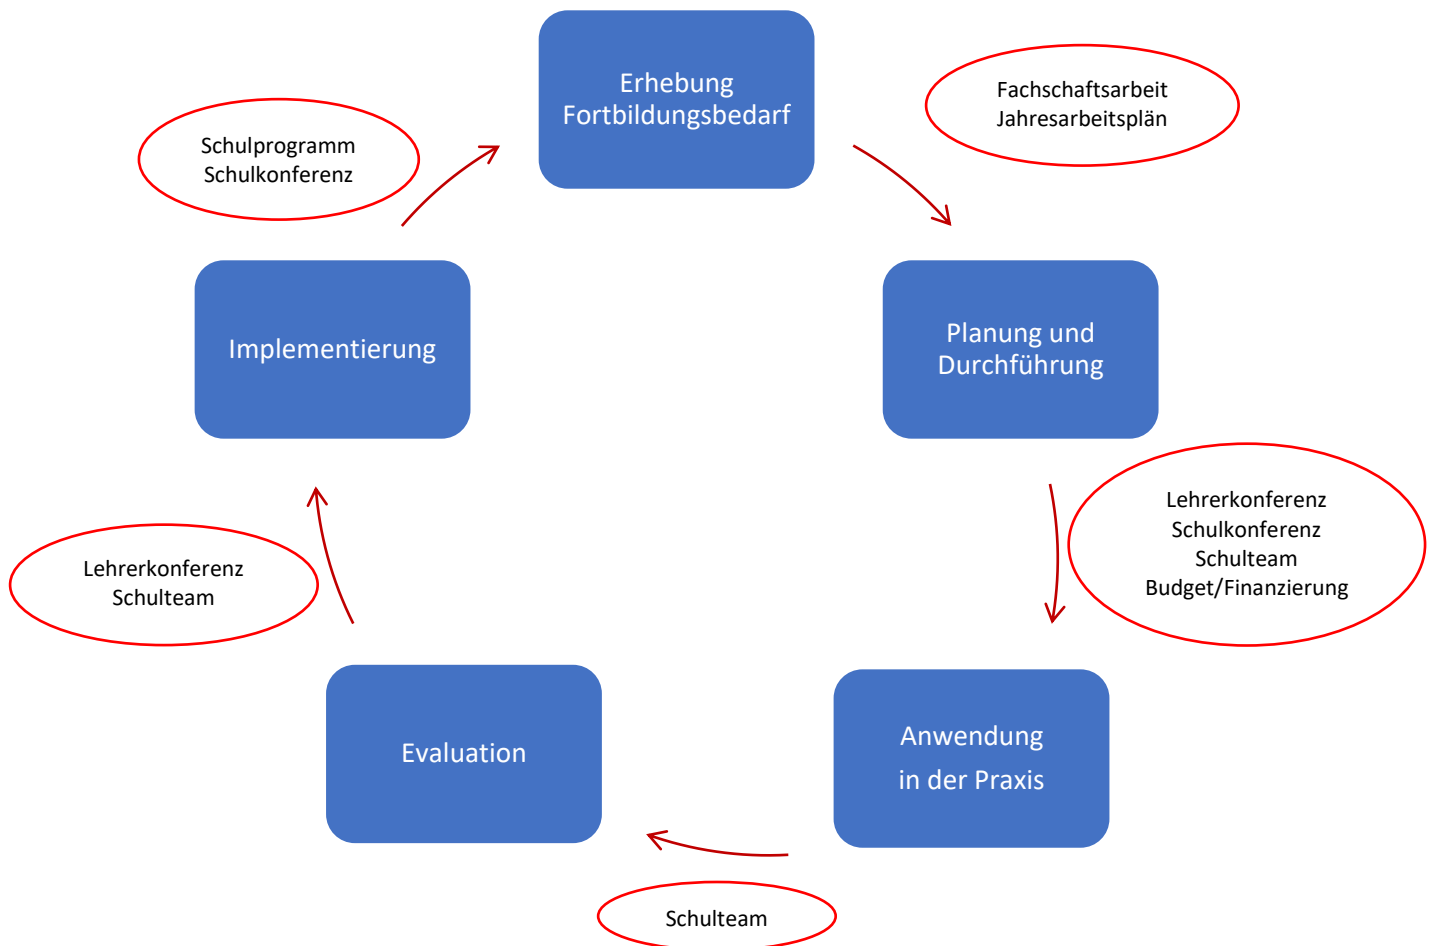 Erhebung
Fortbildungsbedarf
Fachschaftsarbeit
Jahresarbeitsplän
Schulprogramm
Schulkonferenz
Implementierung
Planung und
Durchführung
Lehrerkonferenz
Schulkonferenz
Schulteam
Budget/Finanzierung
Lehrerkonferenz
Schulteam
Evaluation
Anwendung
in der Praxis
Schulteam